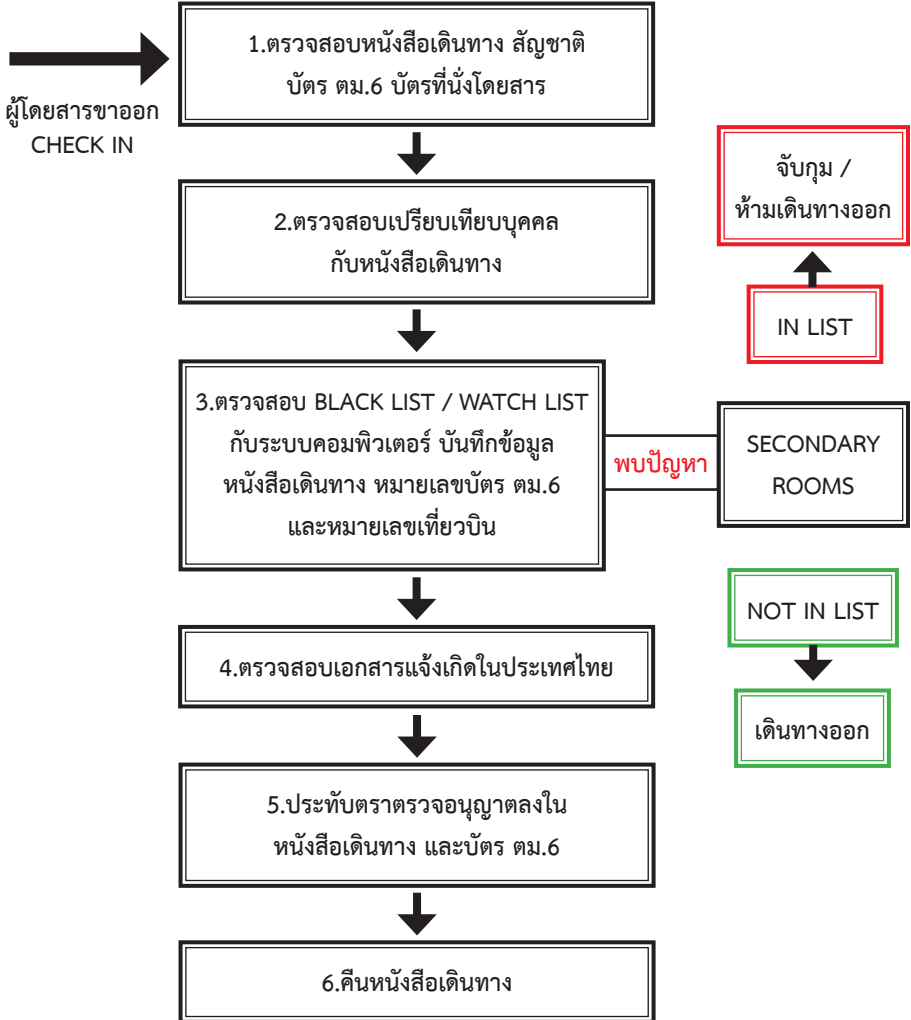 ผู้โดยสารขาออก
CHECK IN
1.ตรวจสอบหนังสือเดินทาง สัญชาติ
บัตร ตม.6 บัตรที่นั่งโดยสาร
2.ตรวจสอบเปรียบเทียบบุคคล
กับหนังสือเดินทาง
3.ตรวจสอบ BLACK LIST / WATCH LIST
กับระบบคอมพิวเตอร์ บันทึกข้อมูล
หนังสือเดินทาง หมายเลขบัตร ตม.6
และหมายเลขเที่ยวบิน
พบปัญหา
SECONDARY
ROOMS
IN LIST
จับกุม /
ห้ามเดินทางออก
NOT IN LIST
เดินทางออก
4.ตรวจสอบเอกสารแจ้งเกิดในประเทศไทย
5.ประทับตราตรวจอนุญาตลงใน
หนังสือเดินทาง และบัตร ตม.6
6.คืนหนังสือเดินทาง